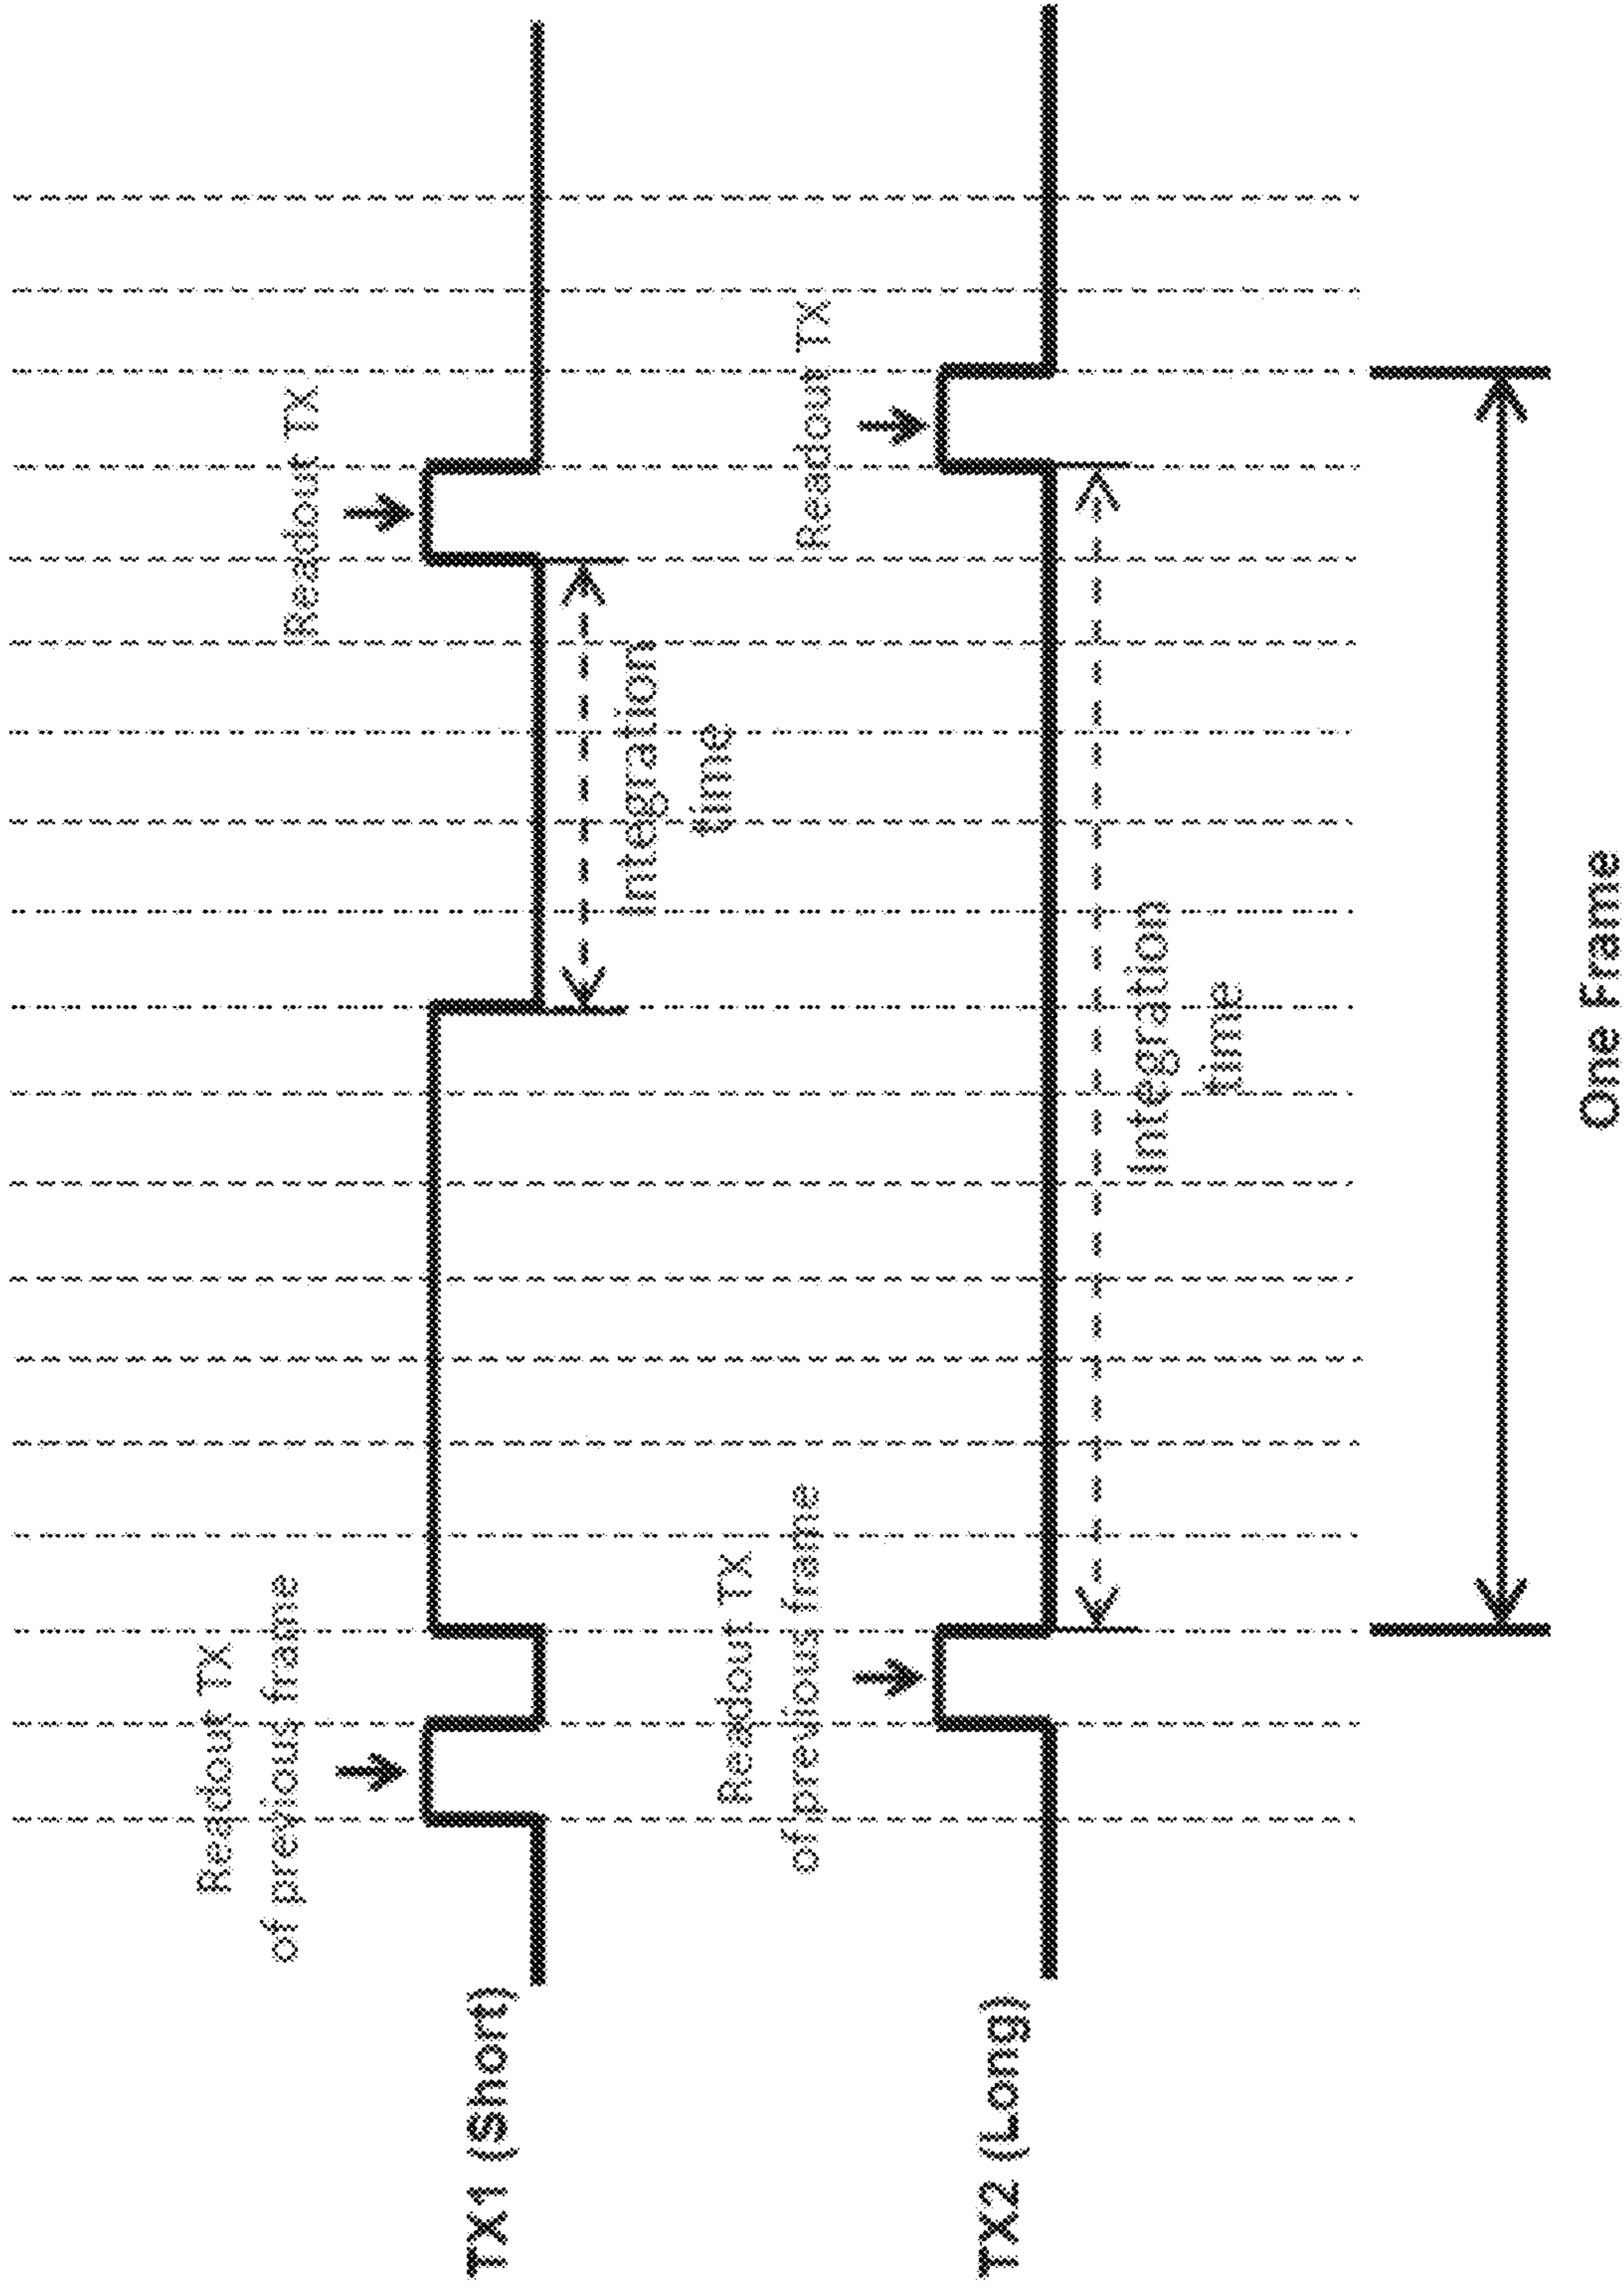 Readout TX
of previous frame
Readout TX
TX1 (Short)
Integration
time
Readout TX
of previous frame
Readout TX
TX2 (Long)
Integration
time
One Frame